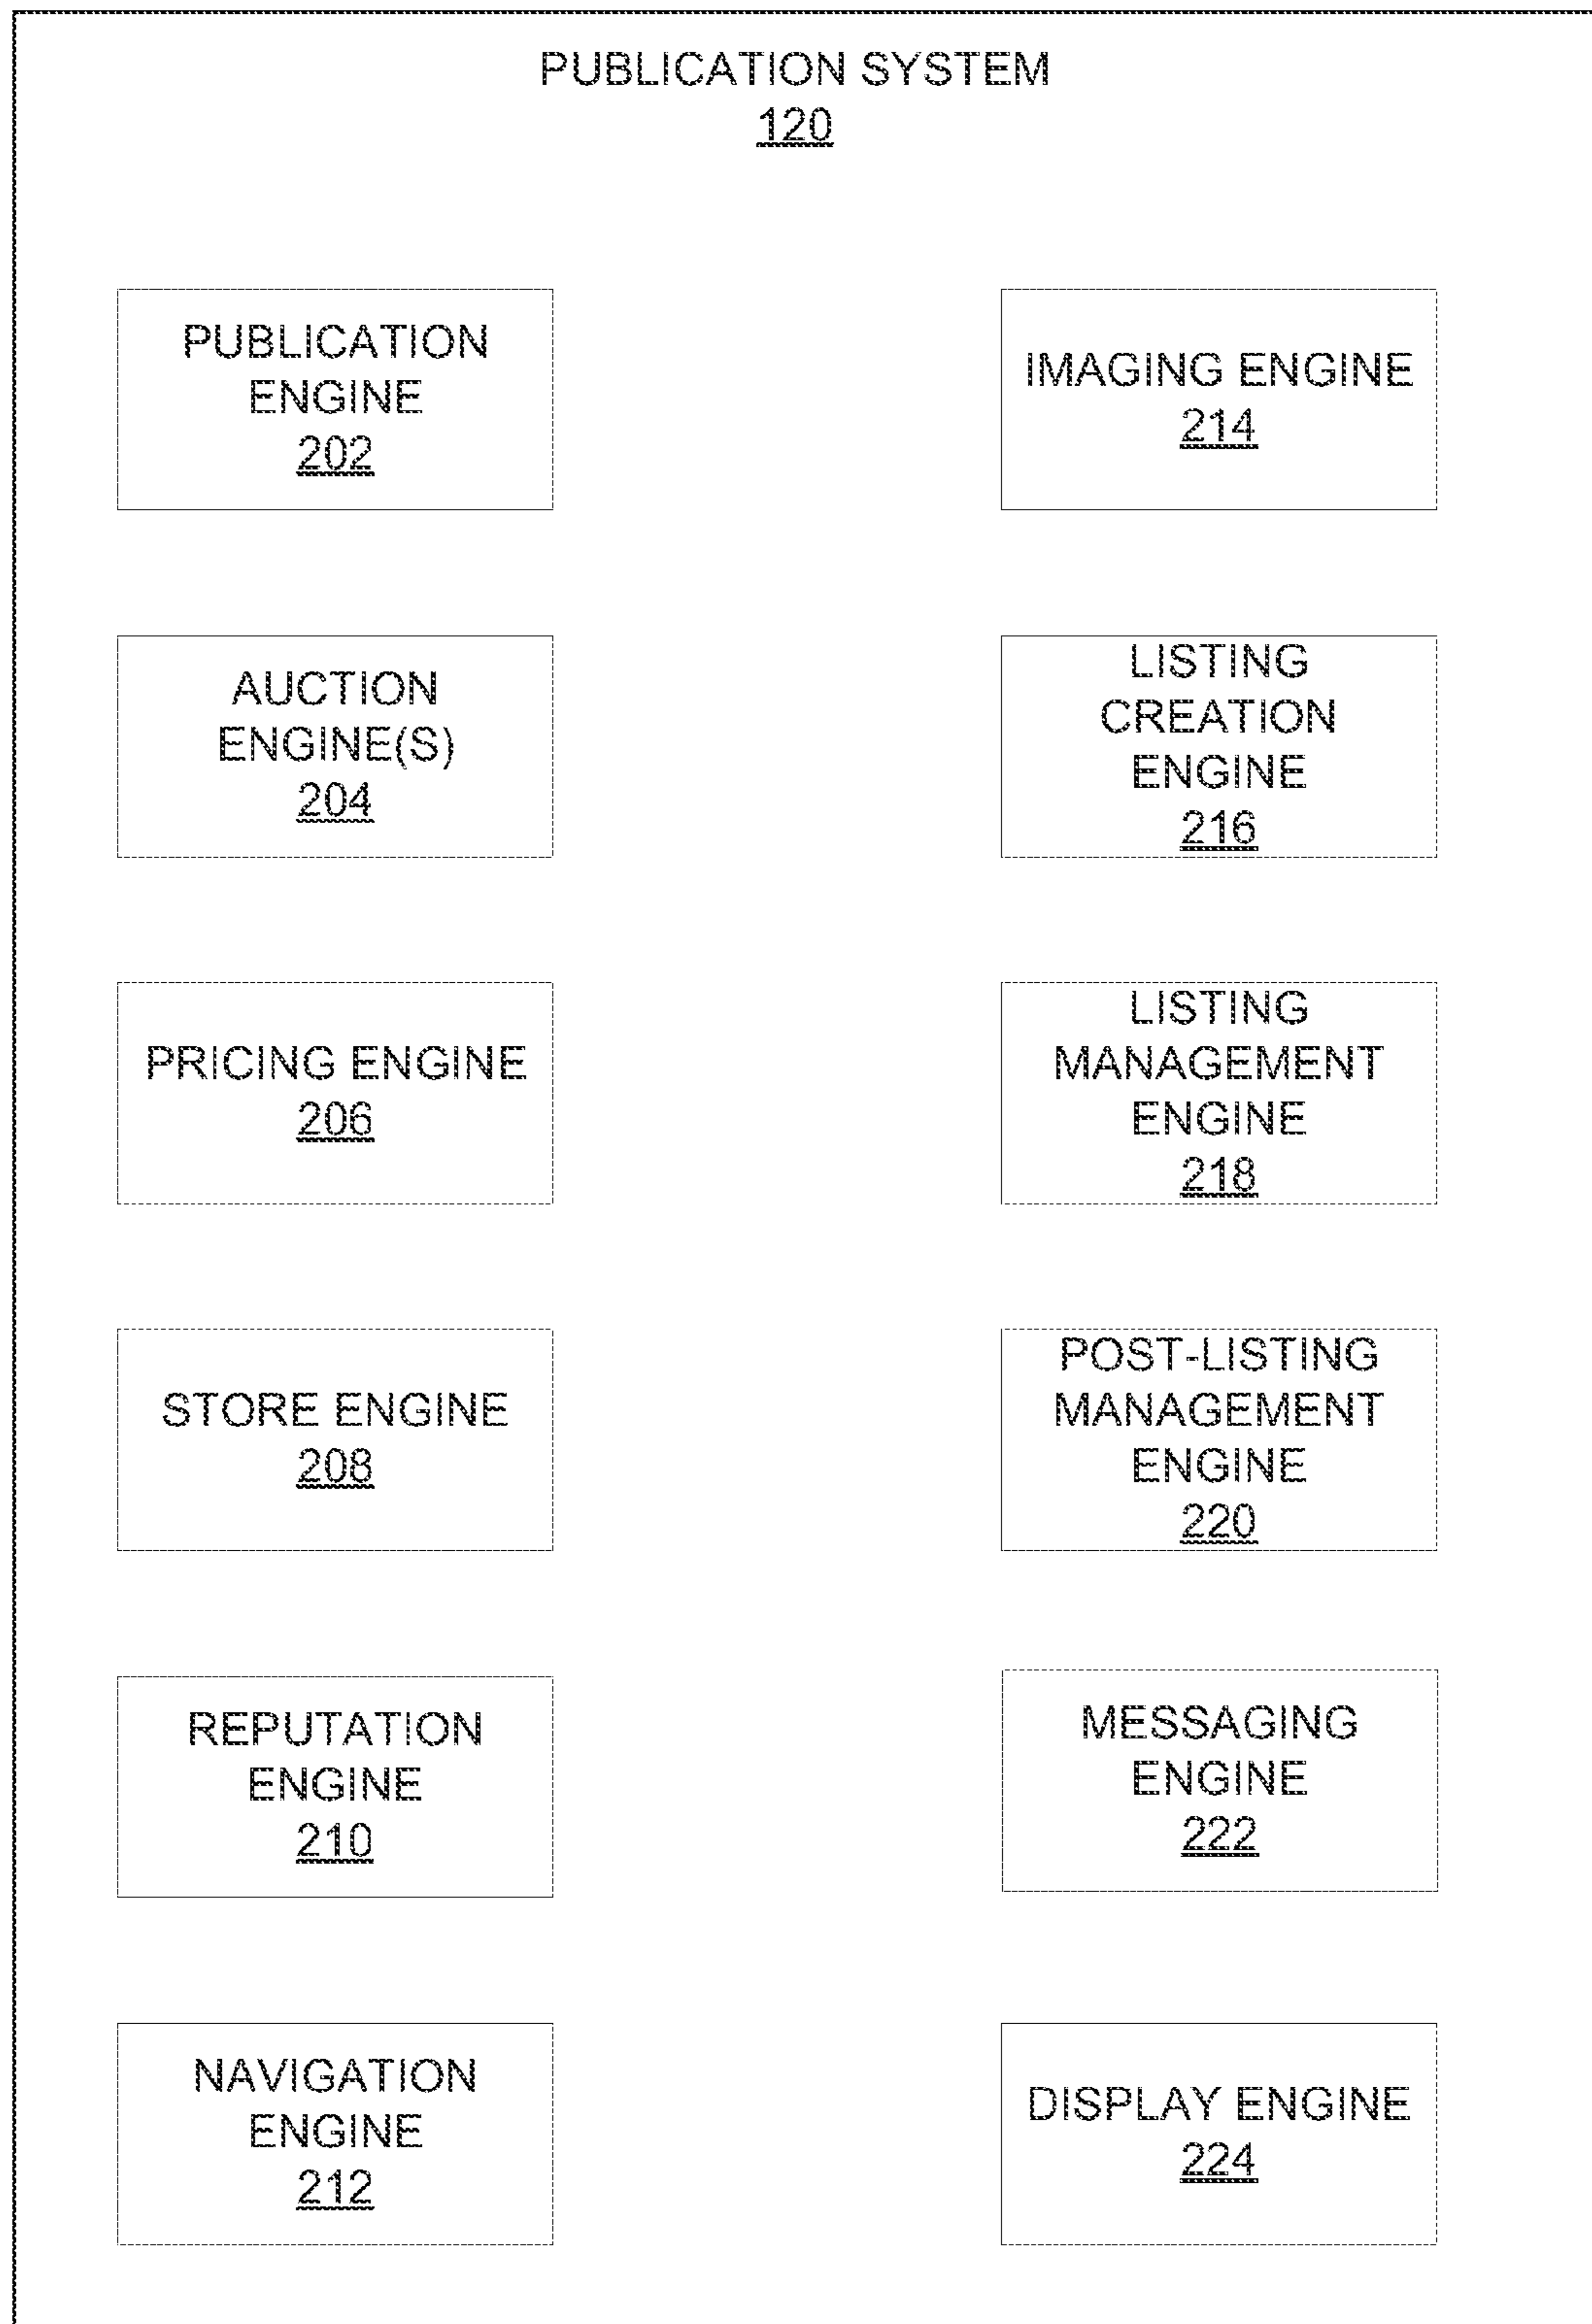 PUBLICATION SYSTEM
120
PUBLICATION
ENGINE
202
IMAGING ENGINE
214
AUCTION
ENGINE(S)
204
LISTING
CREATION
ENGINE
216
PRICING ENGINE
206
LISTING
MANAGEMENT
ENGINE
218
STORE ENGINE
208
POST-LISTING
MANAGEMENT
ENGINE
220
REPUTATION
ENGINE
210
MESSAGING
ENGINE
222
NAVIGATION
ENGINE
212
DISPLAY ENGINE
224